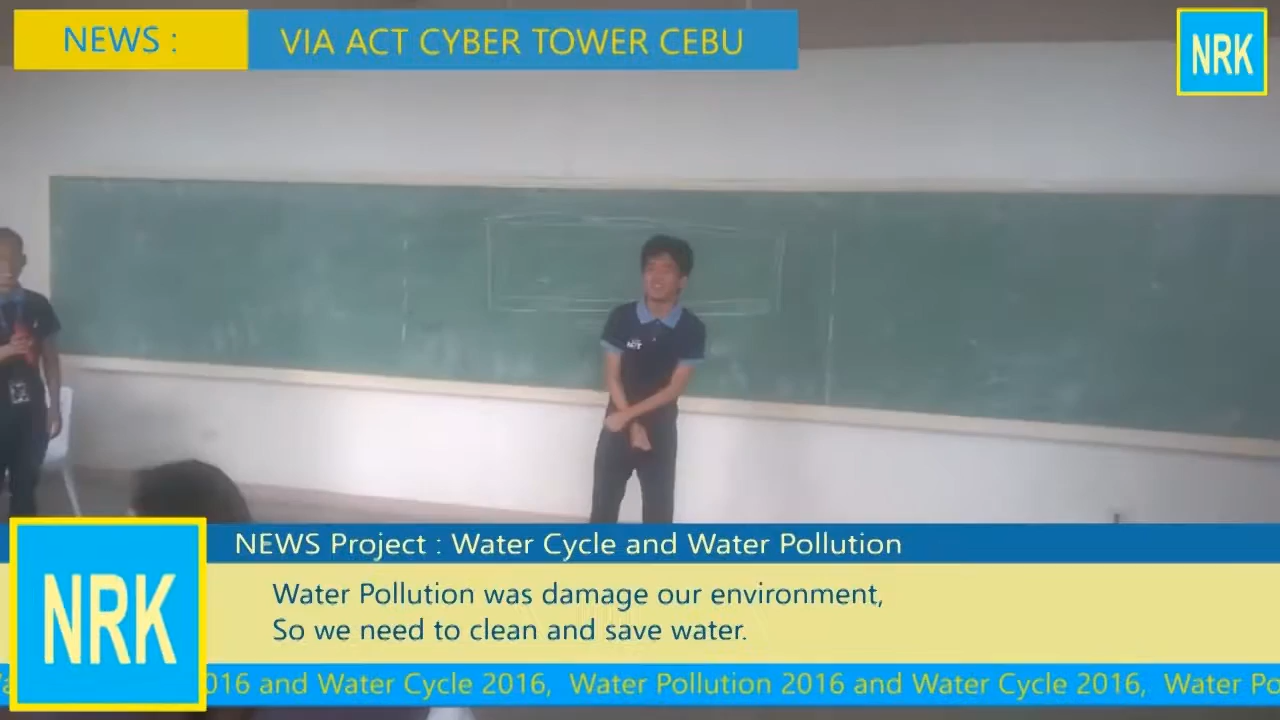 NEWS : VIA ACT CYBER TOWER CEBU
NRK
ACT
NEWS Project : Water Cycle and Water Pollution
Water Pollution was damage our environment,
So we need to clean and save water.
NRK
016 and Water Cycle 2016, Water Pollution 2016 and Water Cycle 2016, Water Po